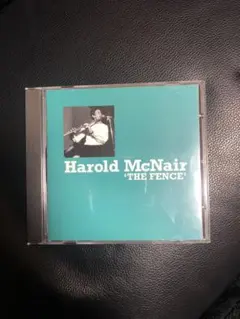 Harold McNair
'THE FENCE'